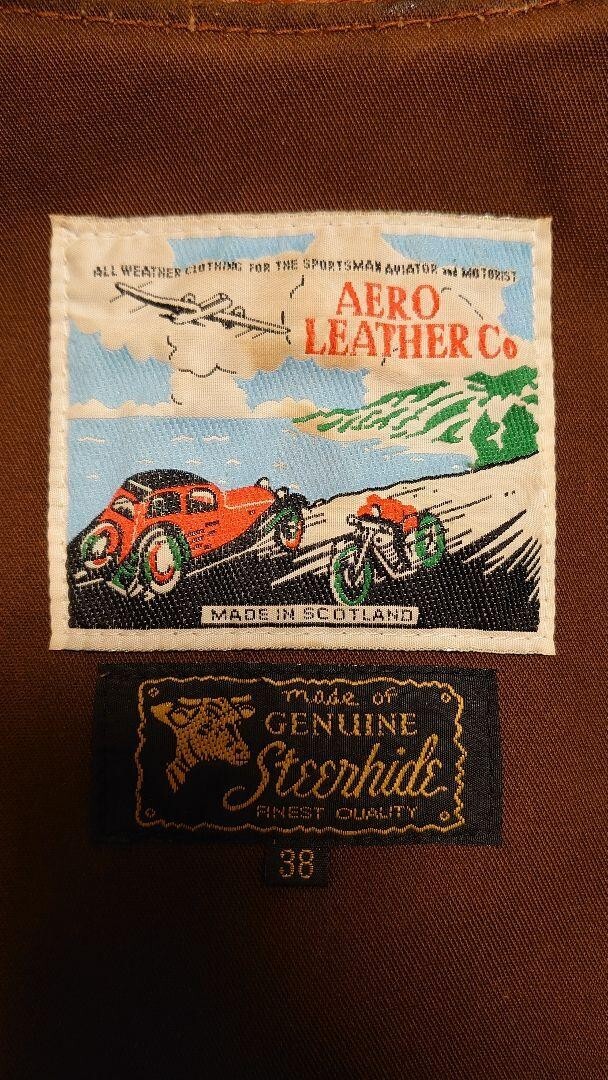 ALL WEATHER CLOTHING FOR THE SPORTSMAN AVIATOR and MOTORIST
AERO
LEATHER Co
MADE IN SCOTLAND
made of
GENUINE
Steerhide
FINEST QUALITY
38